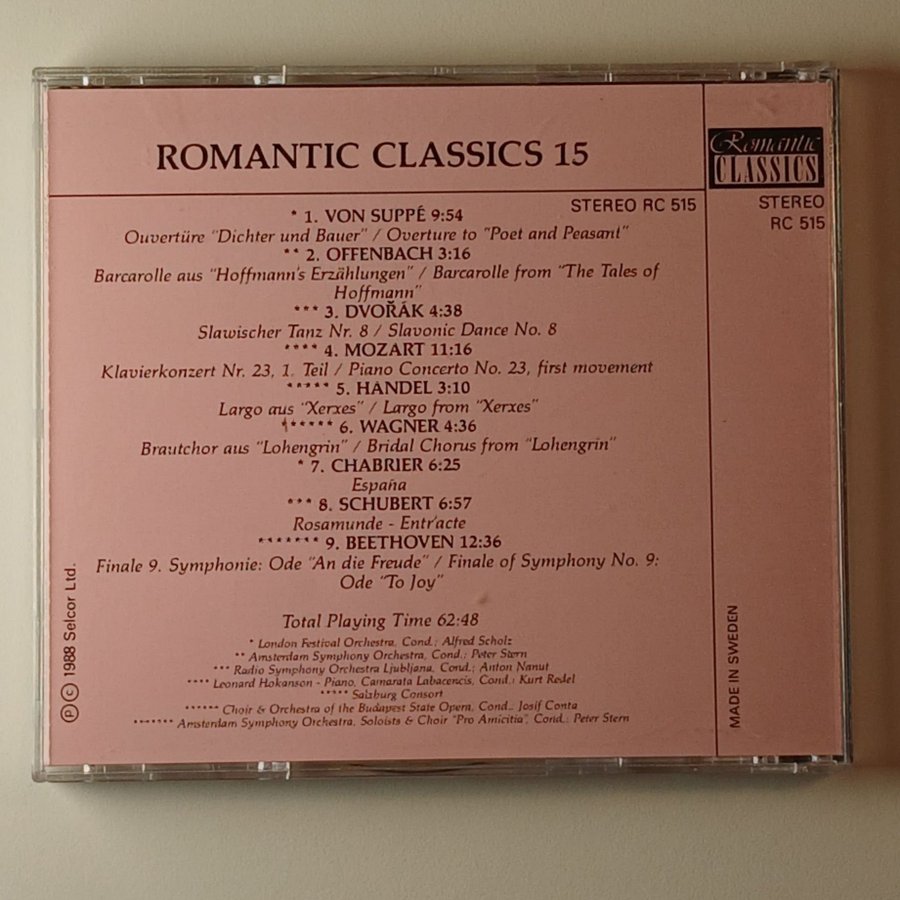 ROMANTIC CLASSICS 15
STEREO RC 515
* 1. VON SUPPÉ 9:54
Ouvertüre "Dichter und Bauer" / Overture to "Poet and Peasant"
** 2. OFFENBACH 3:16
Barcarolle aus "Hoffmann's Erzählungen" / Barcarolle from "The Tales of
Hoffmann"
*** 3. DVOŘÁK 4:38
Slawischer Tanz Nr. 8 / Slavonic Dance No. 8
**** 4. MOZART 11:16
Klavierkonzert Nr. 23, 1. Teil / Piano Concerto No. 23, first movement
***** 5. HANDEL 3:10
Largo aus "Xerxes" / Largo from "Xerxes"
****** 6. WAGNER 4:36
Brautchor aus "Lohengrin" / Bridal Chorus from "Lohengrin"
* 7. CHABRIER 6:25
España
*** 8. SCHUBERT 6:57
Rosamunde - Entr'acte
******* 9. BEETHOVEN 12:36
Finale 9. Symphonie: Ode "An die Freude" / Finale of Symphony No. 9:
Ode "To Joy"
Total Playing Time 62:48
* London Festival Orchestra, Cond.: Alfred Scholz
** Amsterdam Symphony Orchestra, Cond.: Peter Stern
*** Radio Symphony Orchestra Ljubljana, Cond.: Anton Nanut
**** Leonard Hokanson - Piano, Camarata Labacencis, Cond.: Kurt Redel
***** Salzburg Consort
****** Choir & Orchestra of the Budapest State Opera, Cond.. Josif Conta
******* Amsterdam Symphony Orchestra, Soloists & Choir "Pro Amicitia", Cond.: Peter Stern
Ⓟ © 1988 Selcor Ltd.
Romantic
CLASSICS
STEREO
RC 515
MADE IN SWEDEN